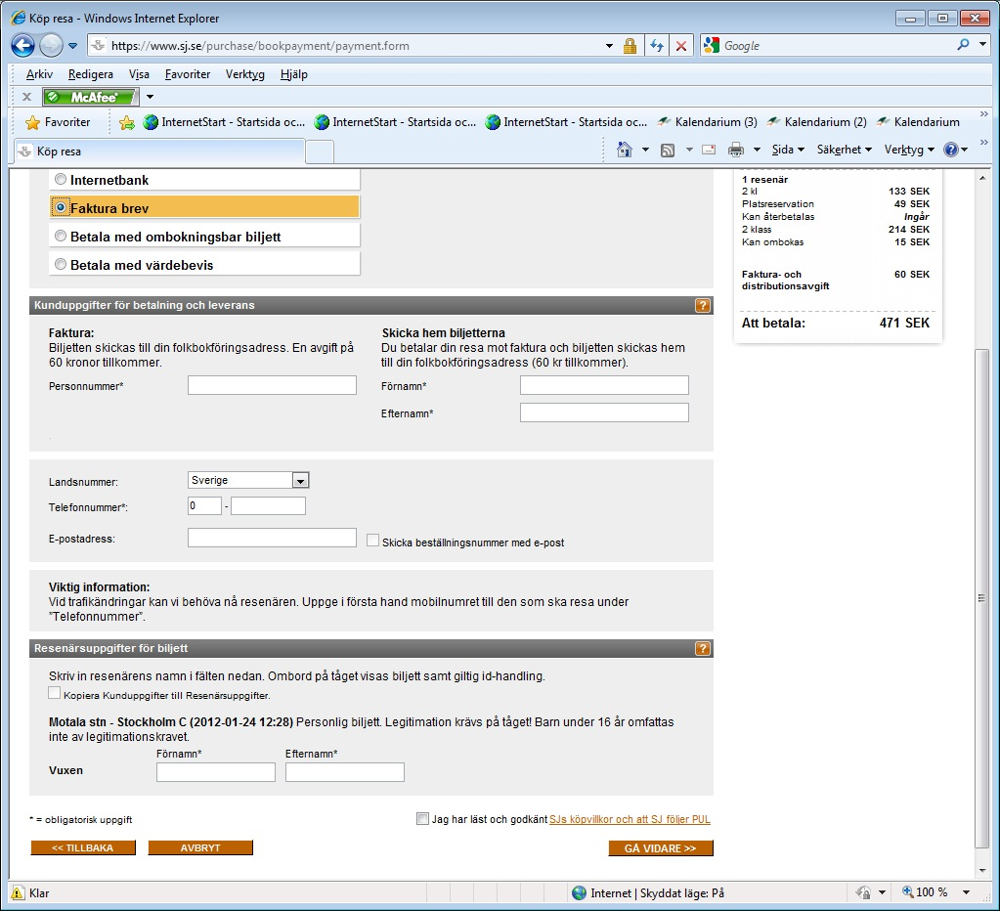 Köp resa - Windows Internet Explorer
https://www.sj.se/purchase/bookpayment/payment.form
Google
Arkiv Redigera Visa Favoriter Verktyg Hjälp
x McAfee
Favoriter InternetStart - Startsida oc... InternetStart - Startsida oc... InternetStart - Startsida oc... Kalendarium (3) Kalendarium (2) Kalendarium »
Köp resa
Sida Säkerhet Verktyg »
Internetbank
Faktura brev
Betala med ombokningsbar biljett
Betala med värdebevis
1 resenär
2 kl 133 SEK
Platsreservation 49 SEK
Kan återbetalas Ingår
2 klass 214 SEK
Kan ombokas 15 SEK
Faktura- och 60 SEK
distributionsavgift
Att betala: 471 SEK
Kunduppgifter för betalning och leverans ?
Faktura:
Biljetten skickas till din folkbokföringsadress. En avgift på
60 kronor tillkommer.
Personnummer*
Skicka hem biljetterna
Du betalar din resa mot faktura och biljetten skickas hem
till din folkbokföringsadress (60 kr tillkommer).
Förnamn*
Efternamn*
Landsnummer: Sverige
Telefonnummer*: 0 -
E-postadress: Skicka beställningsnummer med e-post
Viktig information:
Vid trafikändringar kan vi behöva nå resenären. Uppge i första hand mobilnumret till den som ska resa under
"Telefonnummer".
Resenärsuppgifter för biljett ?
Skriv in resenärens namn i fälten nedan. Ombord på tåget visas biljett samt giltig id-handling.
Kopiera Kunduppgifter till Resenärsuppgifter.
Motala stn - Stockholm C (2012-01-24 12:28) Personlig biljett. Legitimation krävs på tåget! Barn under 16 år omfattas
inte av legitimationskravet.
Förnamn* Efternamn*
Vuxen
* = obligatorisk uppgift
Jag har läst och godkänt SJs köpvillkor och att SJ följer PUL
<< TILLBAKA AVBRYT GÅ VIDARE >>
Klar Internet | Skyddat läge: På 100 %